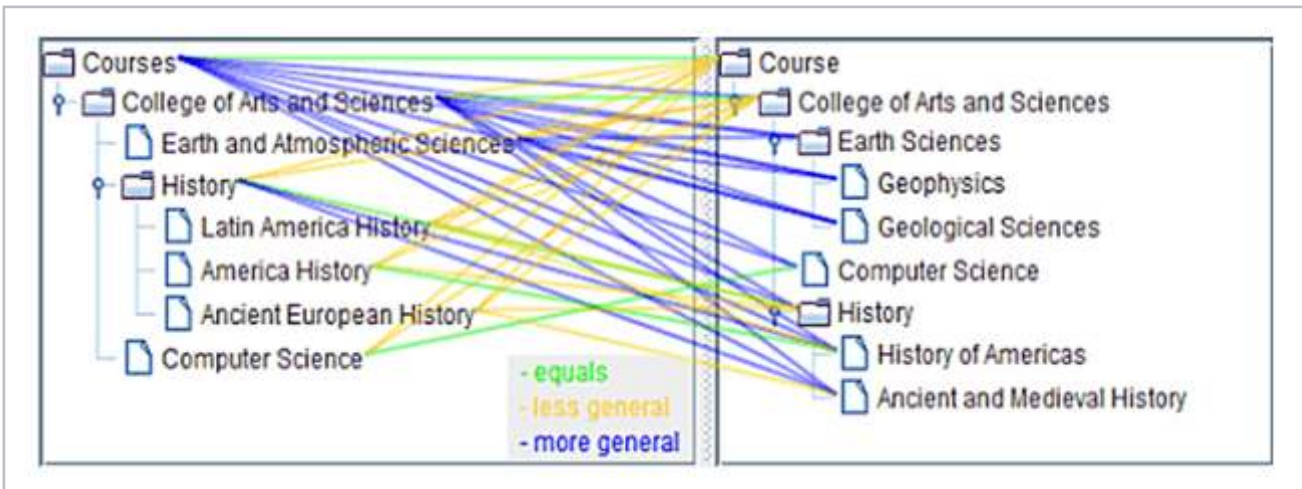 Courses
College of Arts and Sciences
Earth and Atmospheric Sciences
History
Latin America History
America History
Ancient European History
Computer Science
- equals
- less general
- more general
Course
College of Arts and Sciences
Earth Sciences
Geophysics
Geological Sciences
Computer Science
History
History of Americas
Ancient and Medieval History